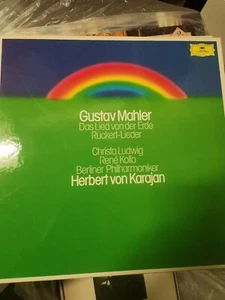 Gustav Mahler
Das Lied von der Erde
Rückert-Lieder
Christa Ludwig
René Kollo
Berliner Philharmoniker
Herbert von Karajan